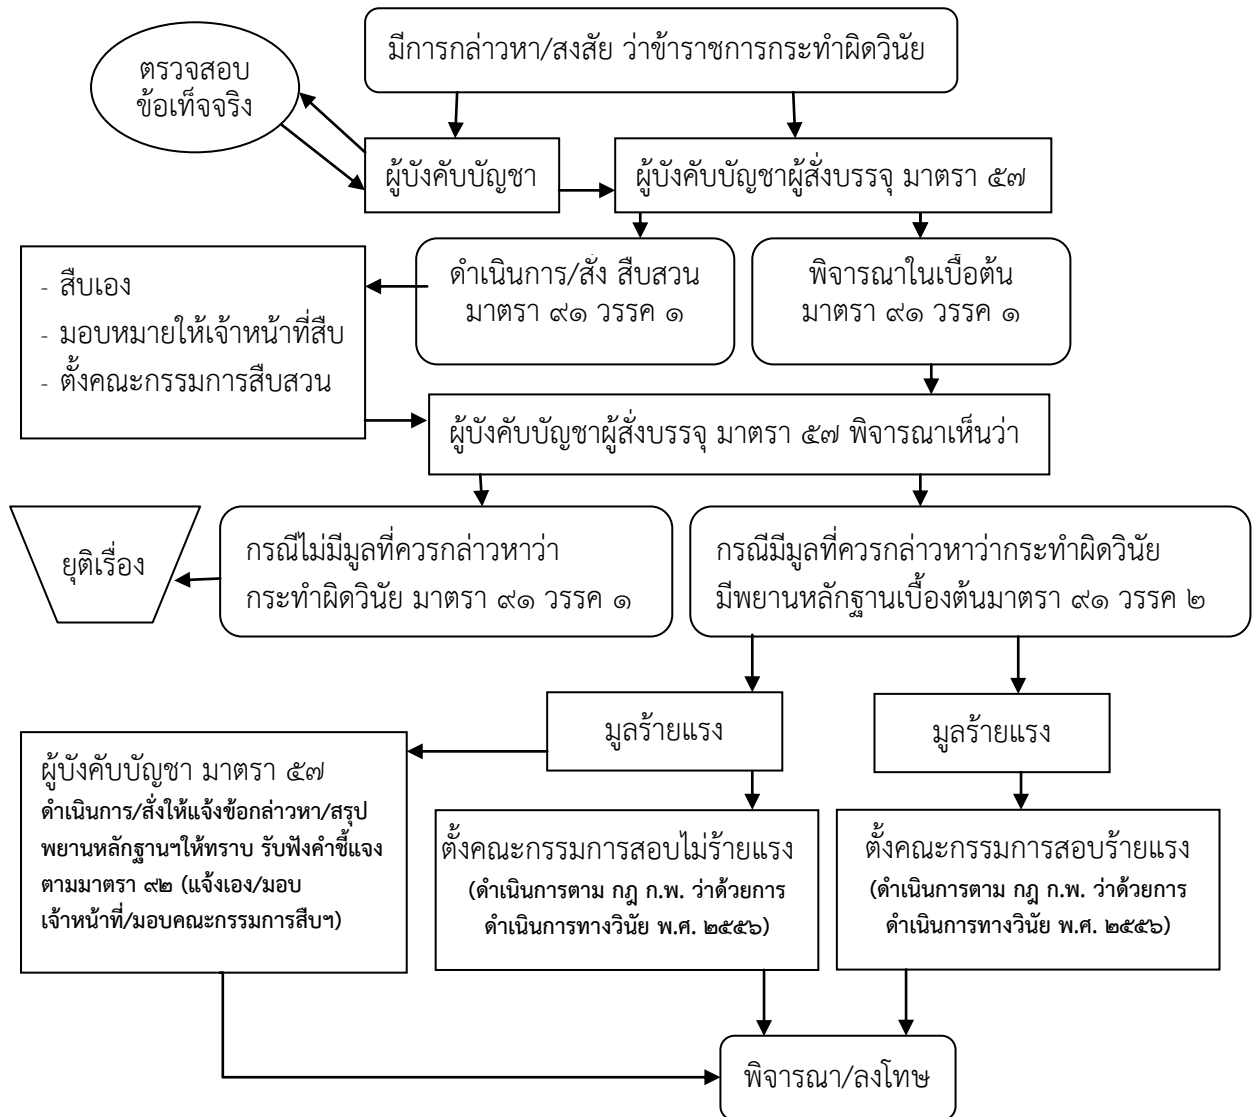 มีการกล่าวหา/สงสัย ว่าข้าราชการกระทำผิดวินัย
ตรวจสอบ
ข้อเท็จจริง
ผู้บังคับบัญชา
ผู้บังคับบัญชาผู้สั่งบรรจุ มาตรา ๕๗
- สืบเอง
- มอบหมายให้เจ้าหน้าที่สืบ
- ตั้งคณะกรรมการสืบสวน
ดำเนินการ/สั่ง สืบสวน
มาตรา ๙๑ วรรค ๑
พิจารณาในเบื้อต้น
มาตรา ๙๑ วรรค ๑
ผู้บังคับบัญชาผู้สั่งบรรจุ มาตรา ๕๗ พิจารณาเห็นว่า
ยุติเรื่อง
กรณีไม่มีมูลที่ควรกล่าวหาว่า
กระทำผิดวินัย มาตรา ๙๑ วรรค ๑
กรณีมีมูลที่ควรกล่าวหาว่ากระทำผิดวินัย
มีพยานหลักฐานเบื้องต้นมาตรา ๙๑ วรรค ๒
มูลร้ายแรง
มูลร้ายแรง
ผู้บังคับบัญชา มาตรา ๕๗
ดำเนินการ/สั่งให้แจ้งข้อกล่าวหา/สรุป
พยานหลักฐานฯให้ทราบ รับฟังคำชี้แจง
ตามมาตรา ๙๒ (แจ้งเอง/มอบ
เจ้าหน้าที่/มอบคณะกรรมการสืบฯ)
ตั้งคณะกรรมการสอบไม่ร้ายแรง
(ดำเนินการตาม กฎ ก.พ. ว่าด้วยการ
ดำเนินการทางวินัย พ.ศ. ๒๕๕๖)
ตั้งคณะกรรมการสอบร้ายแรง
(ดำเนินการตาม กฎ ก.พ. ว่าด้วยการ
ดำเนินการทางวินัย พ.ศ. ๒๕๕๖)
พิจารณา/ลงโทษ